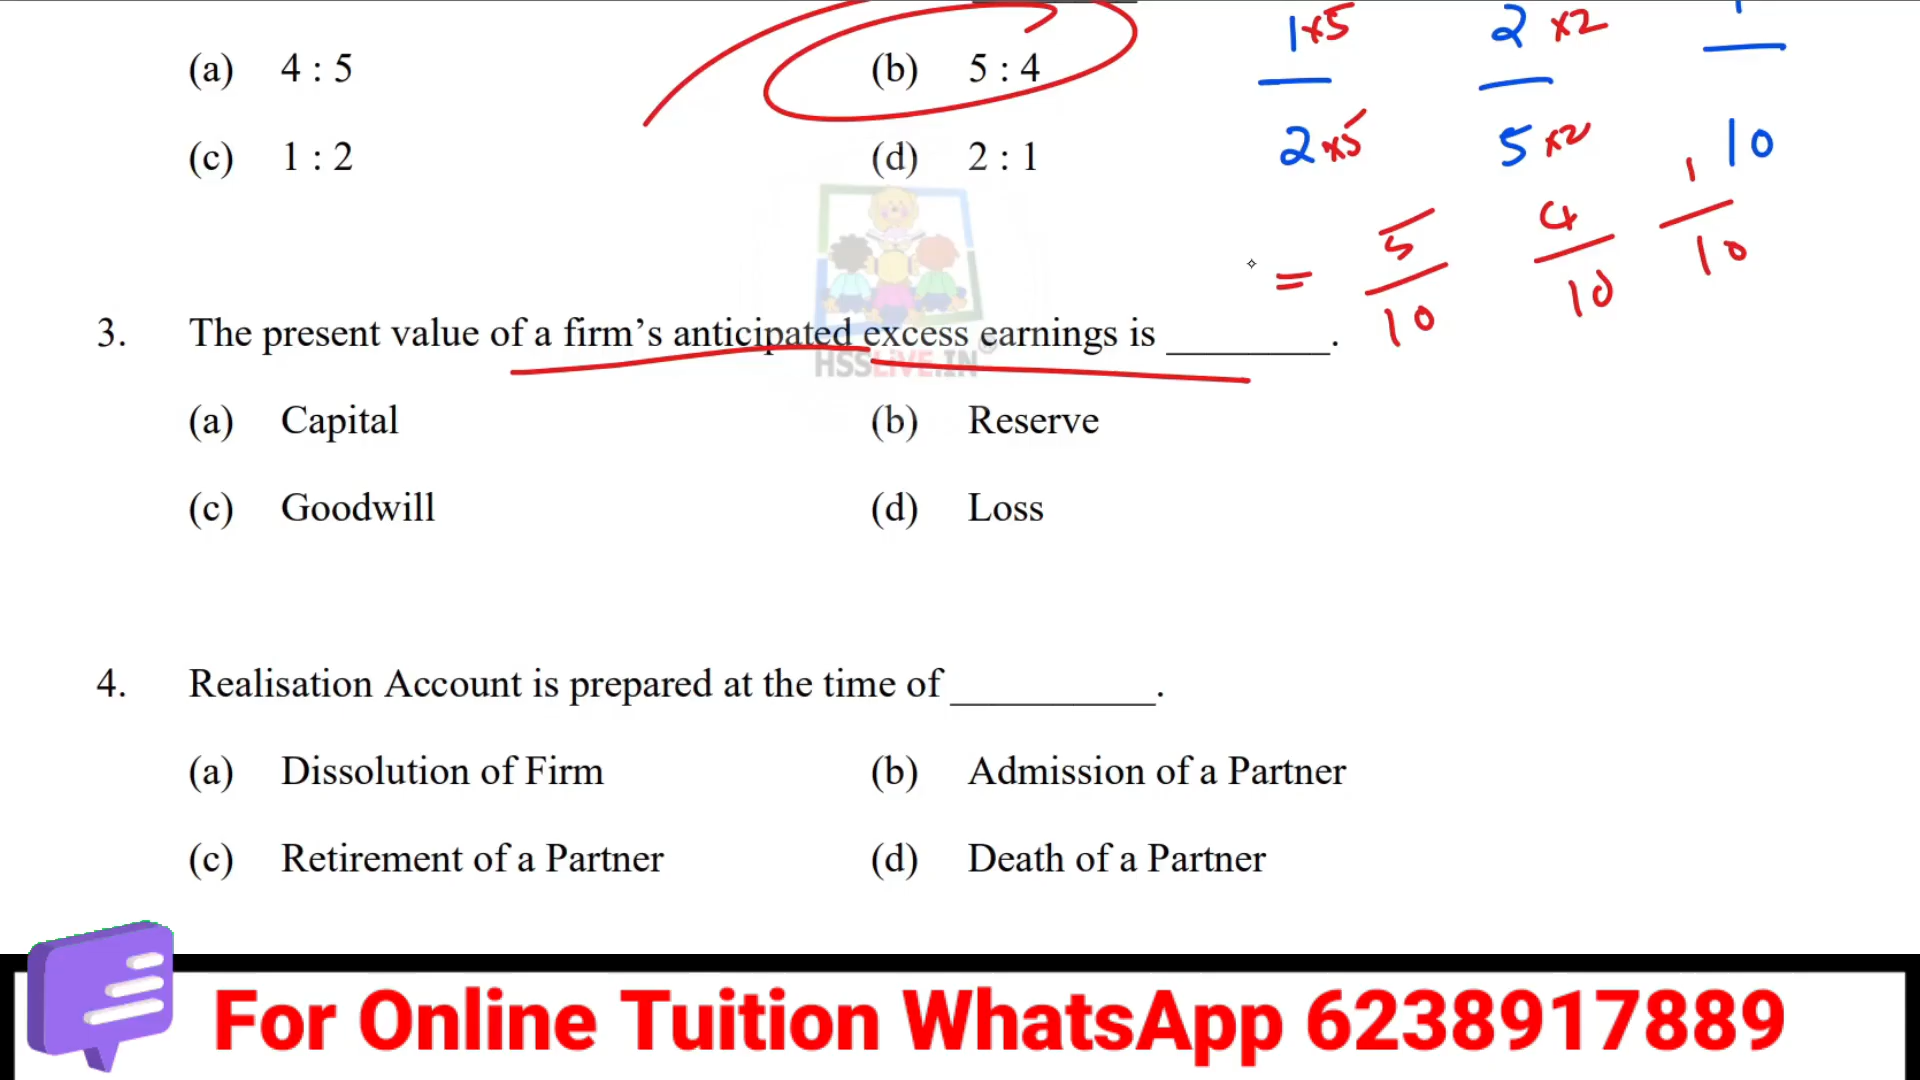 (a) 4 : 5 (b) 5 : 4
(c) 1 : 2 (d) 2 : 1
1×5 2 ×2 1
2×5 5×2 10
= 5/10 4/10 1/10
HSSLiVE.IN
3. The present value of a firm's anticipated excess earnings is ________.
(a) Capital (b) Reserve
(c) Goodwill (d) Loss
4. Realisation Account is prepared at the time of __________.
(a) Dissolution of Firm (b) Admission of a Partner
(c) Retirement of a Partner (d) Death of a Partner
For Online Tuition WhatsApp 6238917889